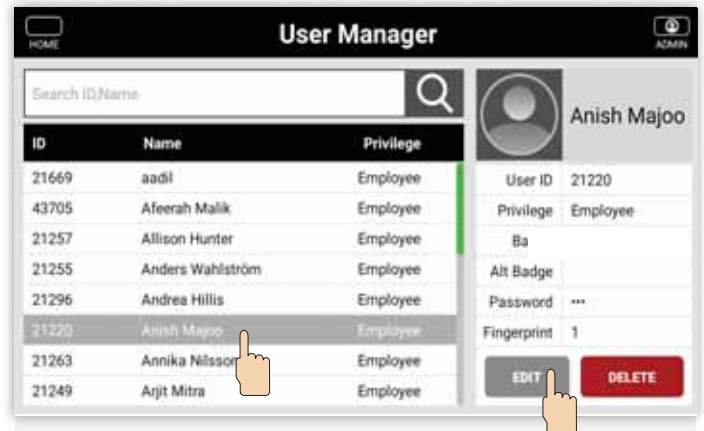 HOME
User Manager
ADMIN
Search ID,Name
ID Name Privilege
21669 aadil Employee
43705 Afeerah Malik Employee
21257 Allison Hunter Employee
21255 Anders Wahlström Employee
21296 Andrea Hillis Employee
21220 Anish Majoo Employee
21263 Annika Nilsson Employee
21249 Arjit Mitra Employee
Anish Majoo
User ID 21220
Privilege Employee
Ba
Alt Badge
Password •••
Fingerprint 1
EDIT DELETE